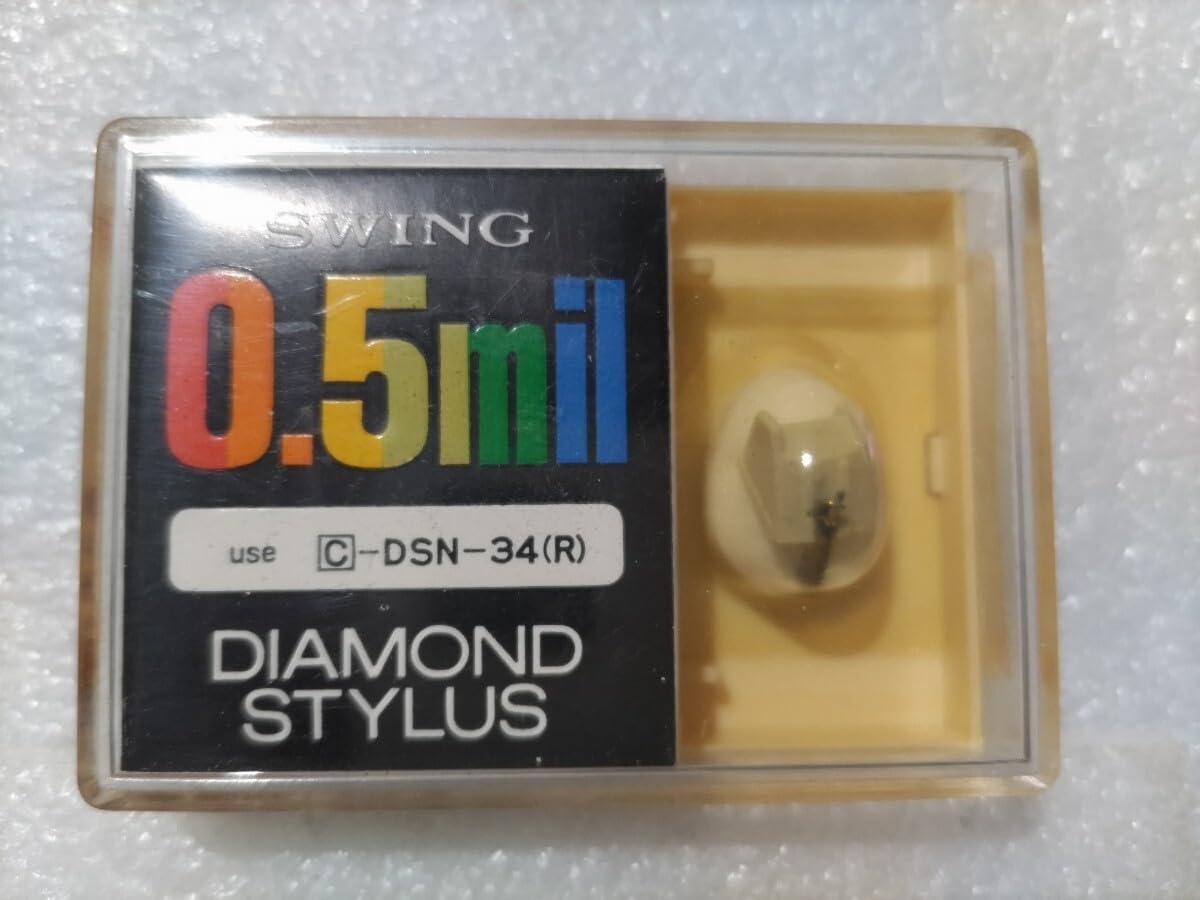 SWING
0.5mil
use C-DSN-34(R)
DIAMOND
STYLUS